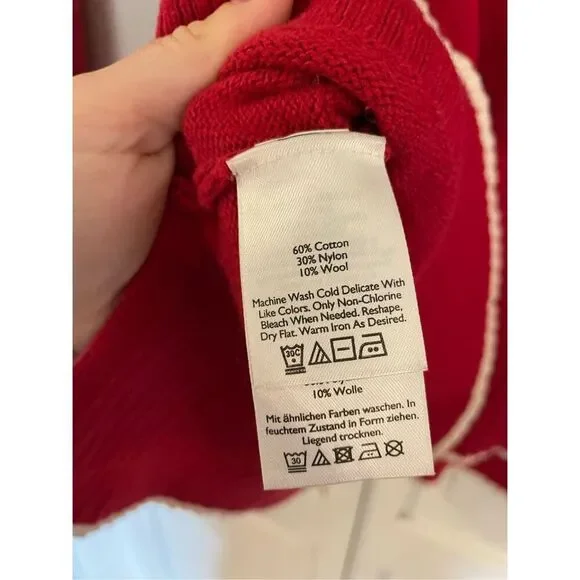 60% Cotton
30% Nylon
10% Wool
Machine Wash Cold Delicate With
Like Colors. Only Non-Chlorine
Bleach When Needed. Reshape,
Dry Flat. Warm Iron As Desired.
30C
10% Wolle
Mit ähnlichen Farben waschen. In
feuchtem Zustand in Form ziehen.
Liegend trocknen.
30